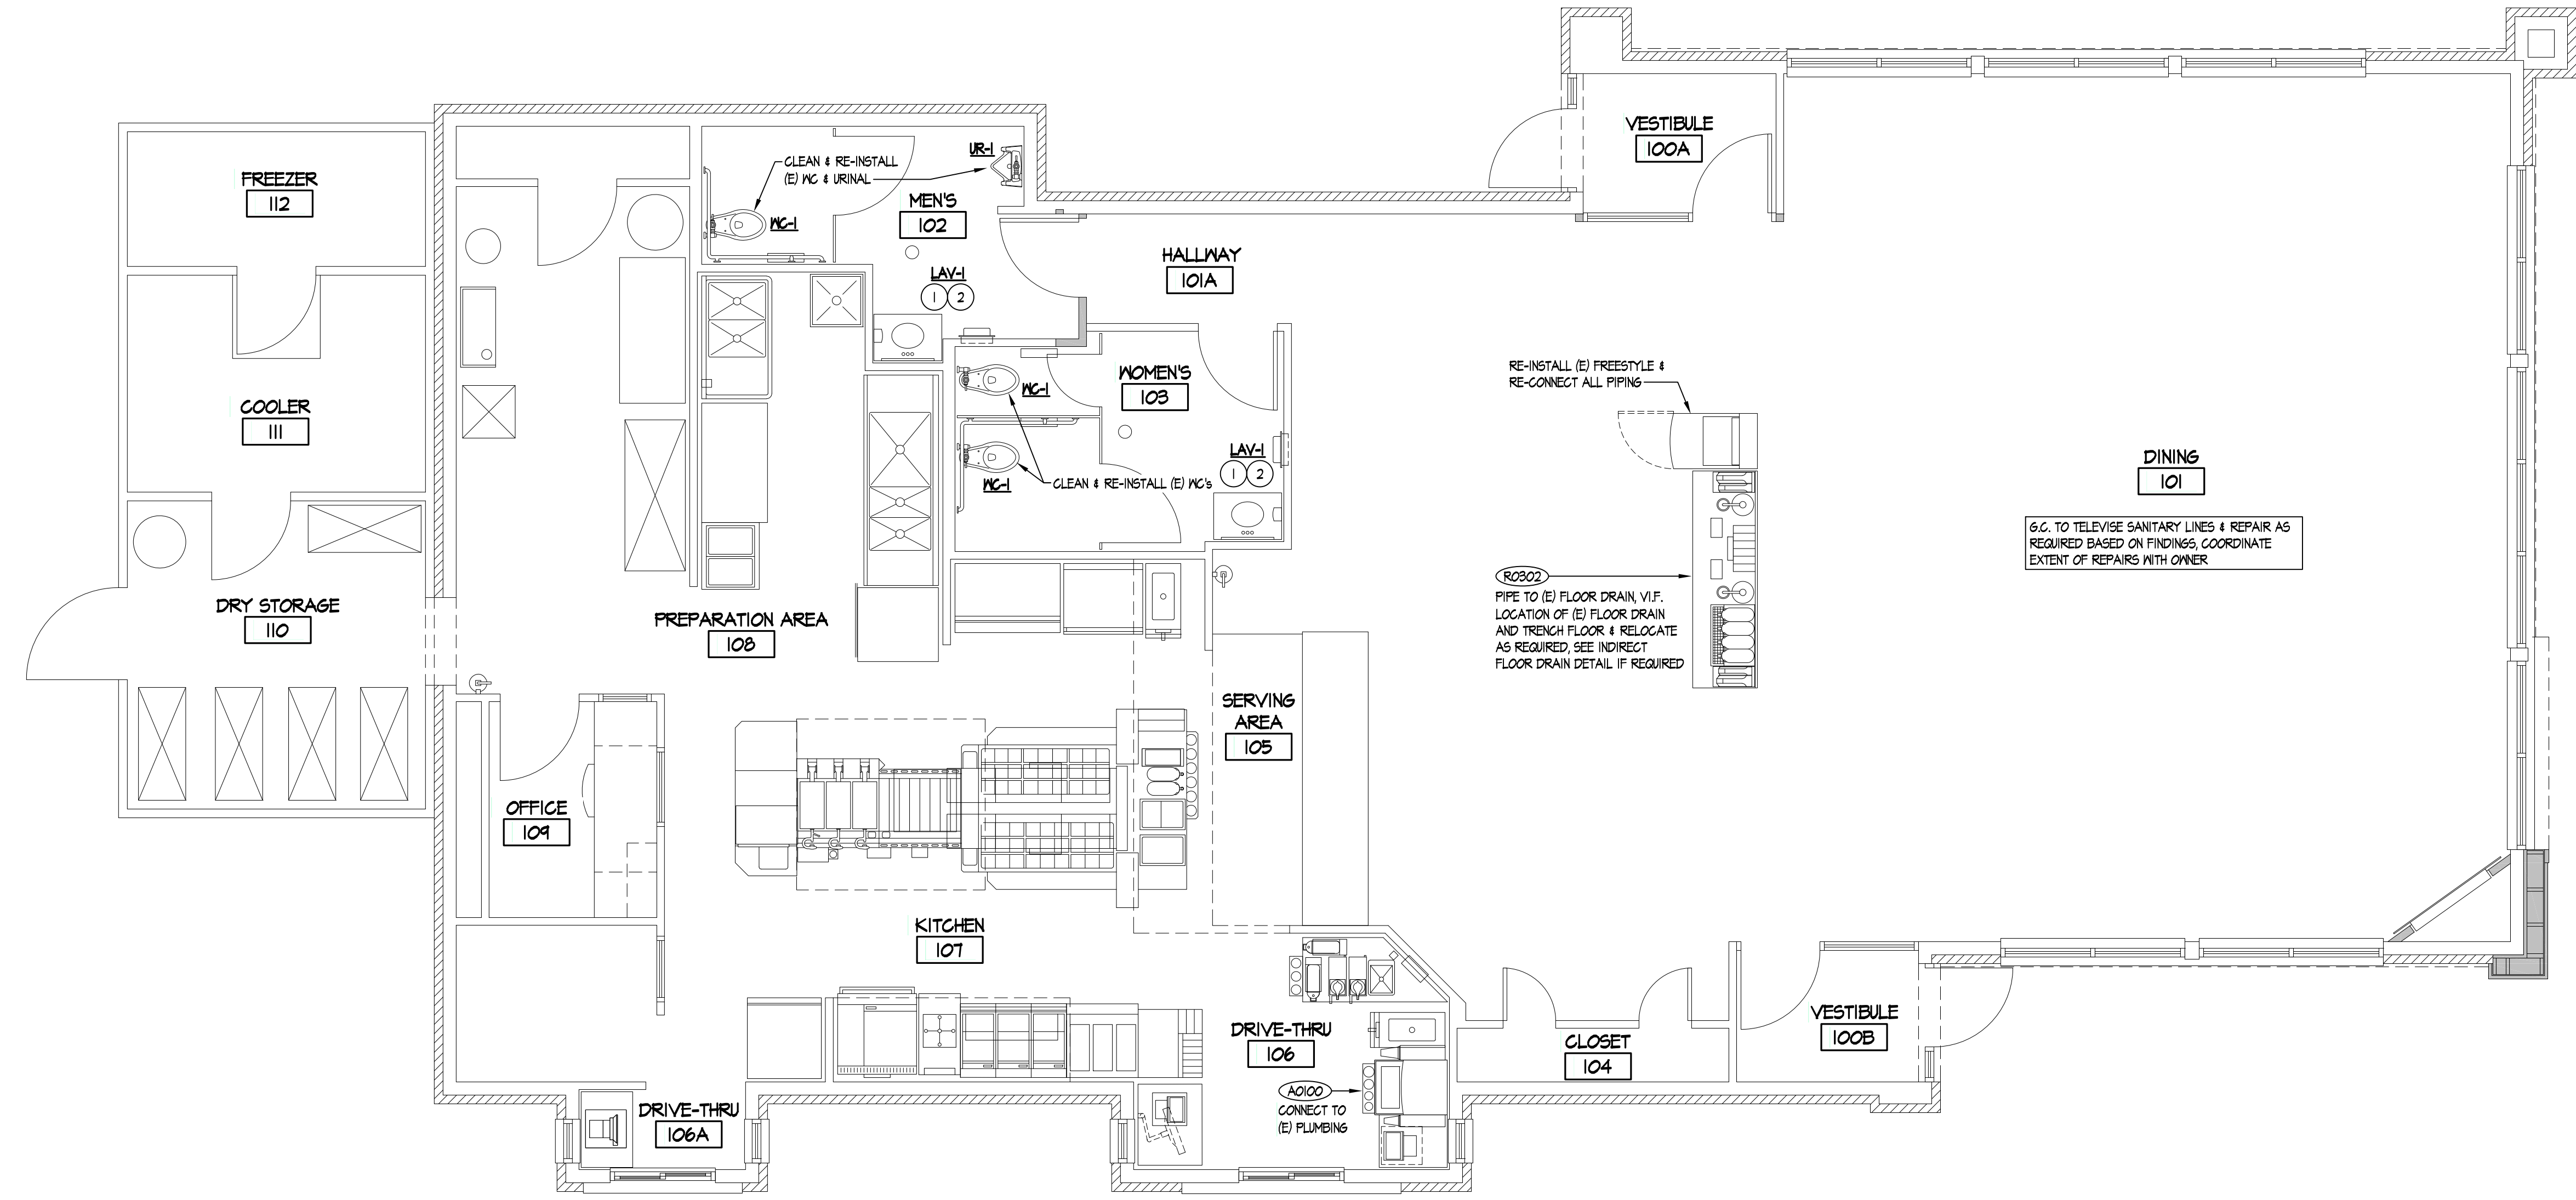 VESTIBULE
100A
FREEZER
112
CLEAN & RE-INSTALL
(E) WC & URINAL
UR-1
MEN'S
102
WC-1
HALLWAY
101A
LAV-1
1 2
RE-INSTALL (E) FREESTYLE &
RE-CONNECT ALL PIPING
WOMEN'S
103
WC-1
COOLER
111
LAV-1
1 2
WC-1
CLEAN & RE-INSTALL (E) WC's
DINING
101
G.C. TO TELEVISE SANITARY LINES & REPAIR AS
REQUIRED BASED ON FINDINGS, COORDINATE
EXTENT OF REPAIRS WITH OWNER
R0302
PIPE TO (E) FLOOR DRAIN, V.I.F.
LOCATION OF (E) FLOOR DRAIN
AND TRENCH FLOOR & RELOCATE
AS REQUIRED, SEE INDIRECT
FLOOR DRAIN DETAIL IF REQUIRED
DRY STORAGE
110
PREPARATION AREA
108
SERVING
AREA
105
OFFICE
109
KITCHEN
107
DRIVE-THRU
106
CLOSET
104
VESTIBULE
100B
A0100
CONNECT TO
(E) PLUMBING
DRIVE-THRU
106A